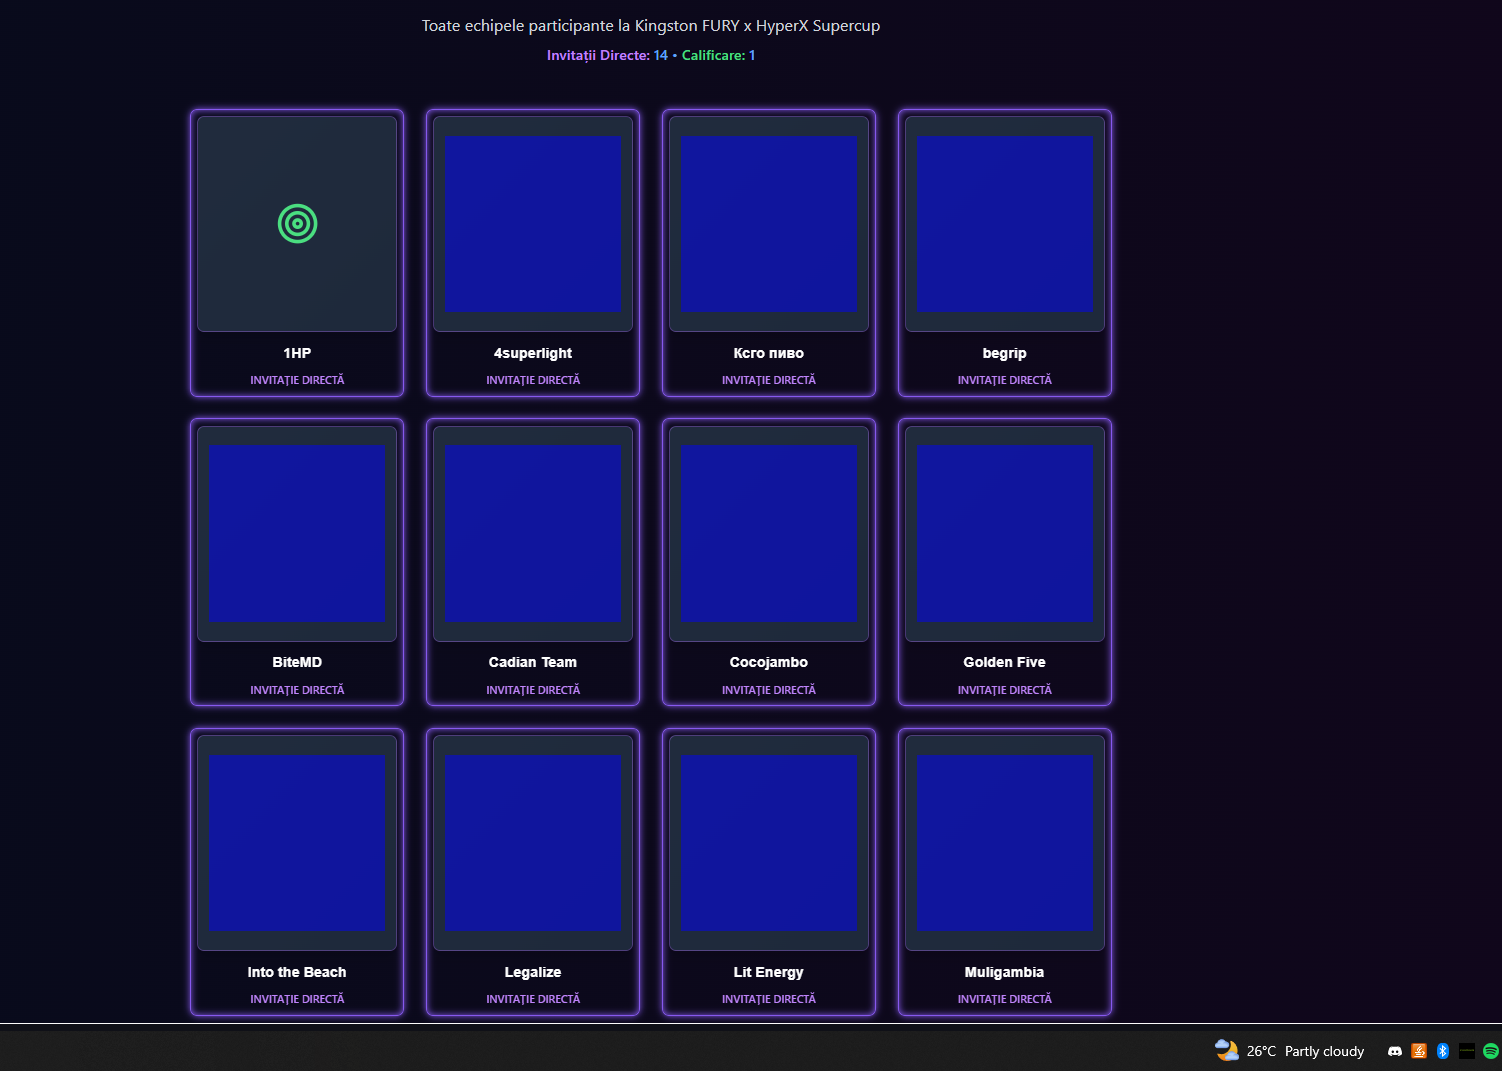 Toate echipele participante la Kingston FURY x HyperX Supercup
Invitații Directe: 14 • Calificare: 1
1HP
INVITAȚIE DIRECTĂ
4superlight
INVITAȚIE DIRECTĂ
Ксго пиво
INVITAȚIE DIRECTĂ
begrip
INVITAȚIE DIRECTĂ
BiteMD
INVITAȚIE DIRECTĂ
Cadian Team
INVITAȚIE DIRECTĂ
Cocojambo
INVITAȚIE DIRECTĂ
Golden Five
INVITAȚIE DIRECTĂ
Into the Beach
INVITAȚIE DIRECTĂ
Legalize
INVITAȚIE DIRECTĂ
Lit Energy
INVITAȚIE DIRECTĂ
Muligambia
INVITAȚIE DIRECTĂ
26°C Partly cloudy